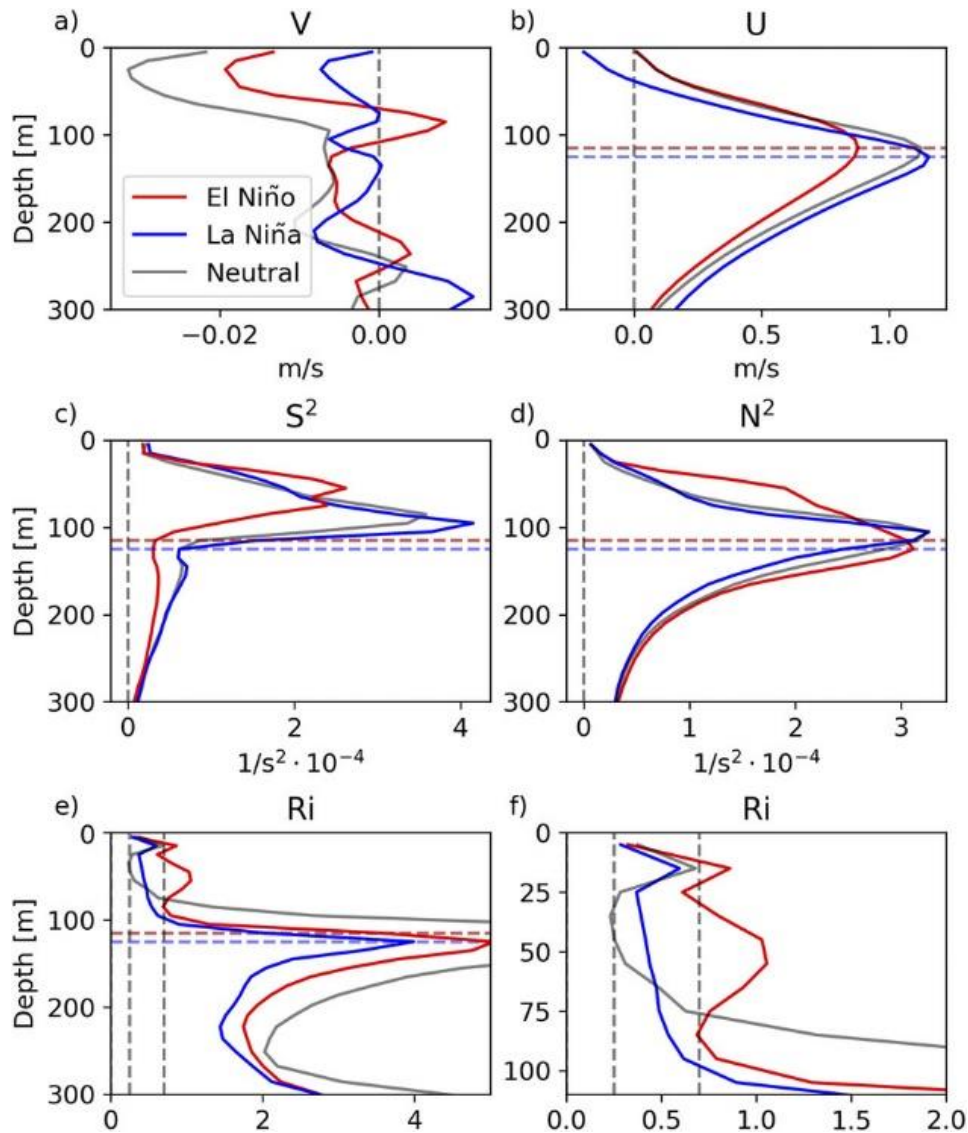 a) V
b) U
0
100
200
300
Depth [m]
El Niño
La Niña
Neutral
−0.02 0.00
m/s
0
100
200
300
0.0 0.5 1.0
m/s
c) S²
d) N²
0
100
200
300
Depth [m]
0 2 4
1/s² · 10⁻⁴
0
100
200
300
0 1 2 3
1/s² · 10⁻⁴
e) Ri
f) Ri
0
100
200
300
Depth [m]
0 2 4
0
25
50
75
100
0.0 0.5 1.0 1.5 2.0